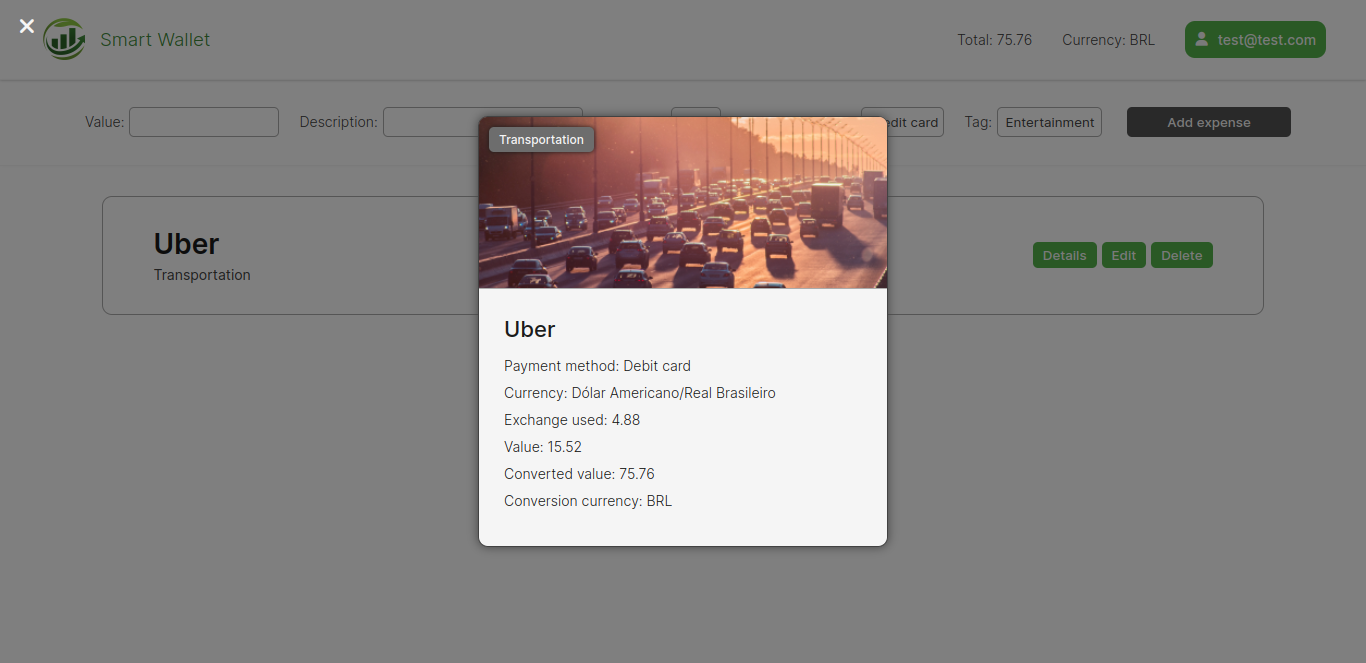 Smart Wallet
Total: 75.76
Currency: BRL
test@test.com
Value:
Description:
edit card
Tag:
Entertainment
Add expense
Uber
Transportation
Details
Edit
Delete
Transportation
Uber
Payment method: Debit card
Currency: Dólar Americano/Real Brasileiro
Exchange used: 4.88
Value: 15.52
Converted value: 75.76
Conversion currency: BRL